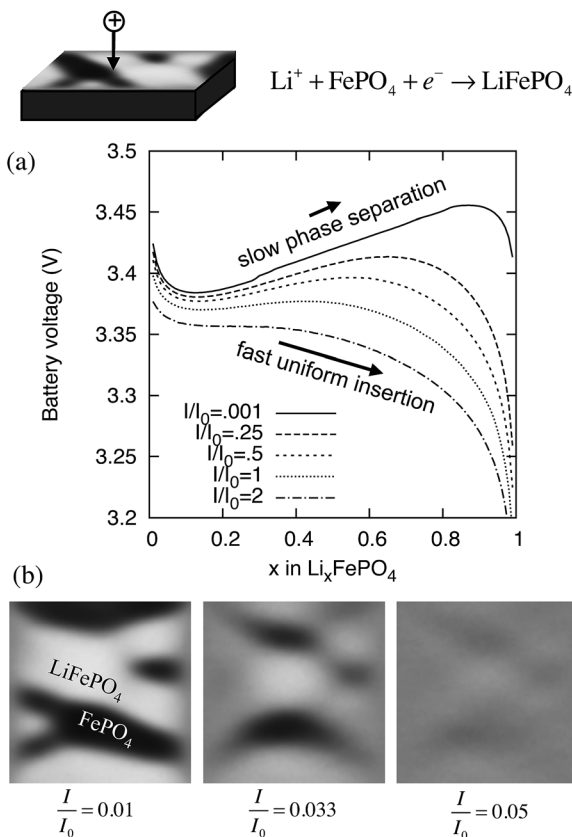 ⊕
Li⁺ + FePO₄ + e⁻ → LiFePO₄
(a)
3.5
3.45
3.4
3.35
3.3
3.25
3.2
Battery voltage (V)
slow phase separation
fast uniform insertion
I/I₀=.001
I/I₀=.25
I/I₀=.5
I/I₀=1
I/I₀=2
0 0.2 0.4 0.6 0.8 1
x in LiₓFePO₄
(b)
LiFePO₄
FePO₄
I/I₀ = 0.01
I/I₀ = 0.033
I/I₀ = 0.05